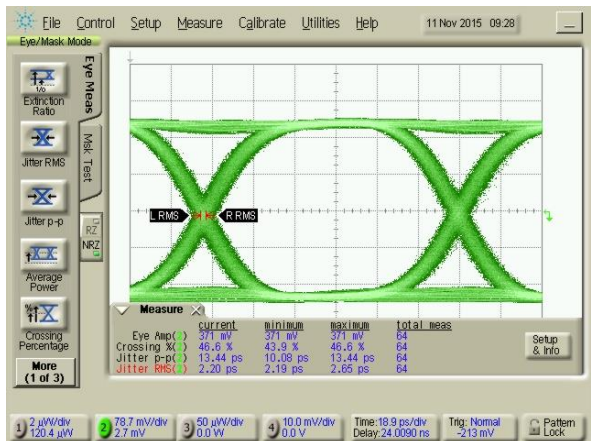 File Control Setup Measure Calibrate Utilities Help 11 Nov 2015 09:28
Eye/Mask Mode
Extinction
Ratio
Jitter RMS
Jitter p-p
Average
Power
Crossing
Percentage
More
(1 of 3)
Eye Meas
Msk Test
RZ
NRZ
L RMS R RMS
Measure
current minimum maximum total meas
Eye Amp(2) 371 mV 371 mV 371 mV 64
Crossing %(2) 46.6 % 43.9 % 46.6 % 64
Jitter p-p(2) 13.44 ps 10.08 ps 13.44 ps 64
Jitter RMS(2) 2.20 ps 2.19 ps 2.65 ps 64
Setup
& Info
1) 2 µW/div
120.4 µW
2) 78.7 mV/div
2.7 mV
3) 50 µW/div
0.0 W
4) 10.0 mV/div
0.0 V
Time:18.9 ps/div
Delay:24.0090 ns
Trig: Normal
-213 mV
Pattern
Lock